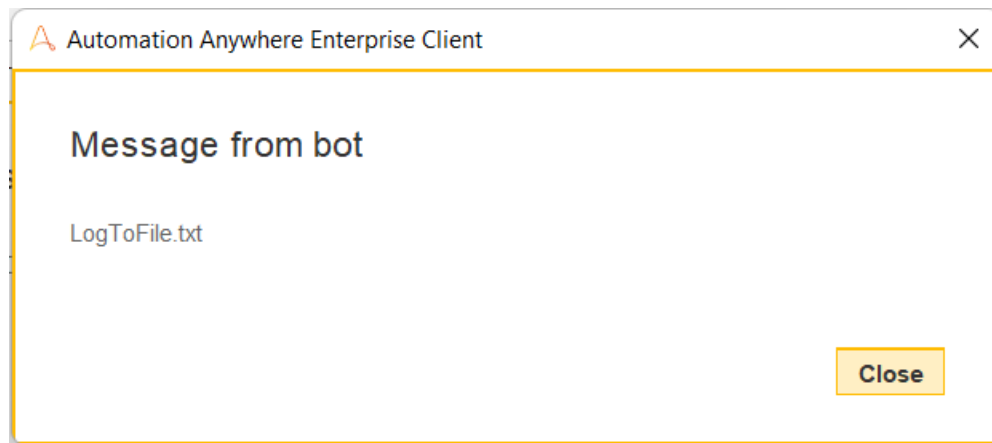 Automation Anywhere Enterprise Client
Message from bot
LogToFile.txt
Close